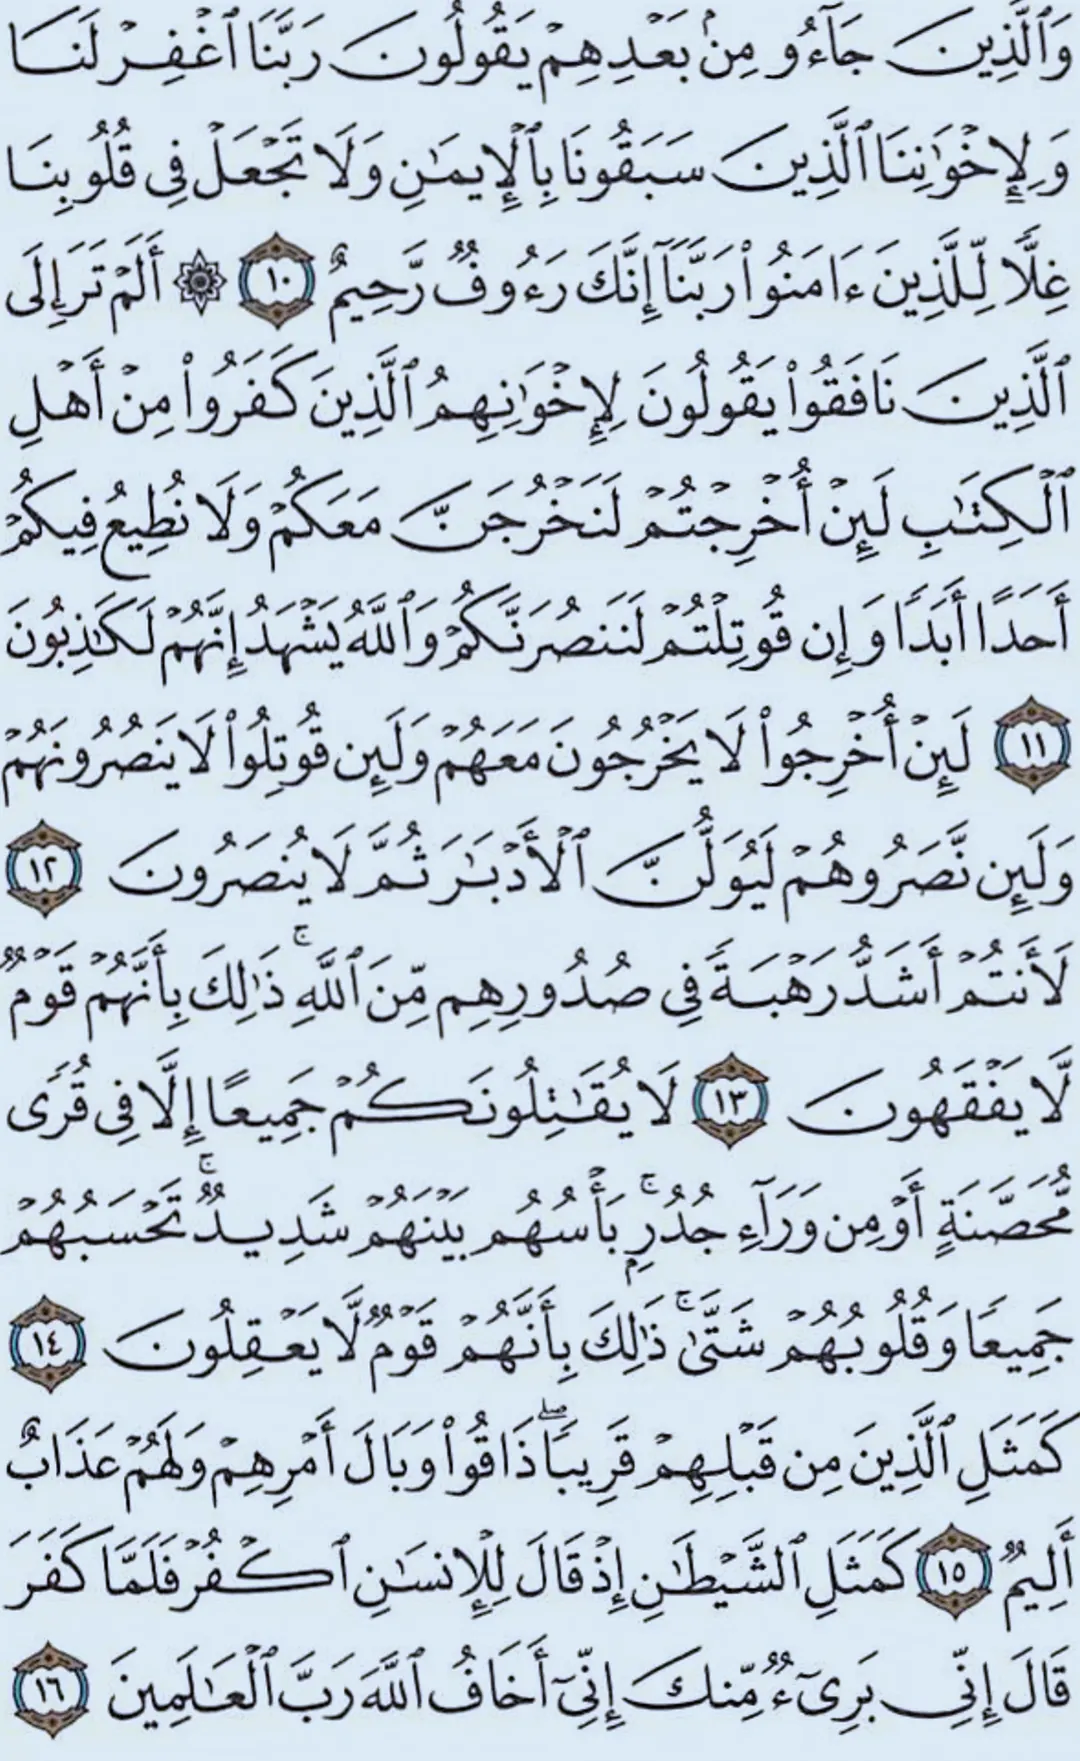 وَٱلَّذِينَ جَآءُو مِنۢ بَعۡدِهِمۡ يَقُولُونَ رَبَّنَا ٱغۡفِرۡ لَنَا
وَلِإِخۡوَٰنِنَا ٱلَّذِينَ سَبَقُونَا بِٱلۡإِيمَٰنِ وَلَا تَجۡعَلۡ فِي قُلُوبِنَا
غِلّٗا لِّلَّذِينَ ءَامَنُواْ رَبَّنَآ إِنَّكَ رَءُوفٞ رَّحِيمٌ ١٠ ۞ أَلَمۡ تَرَ إِلَى
ٱلَّذِينَ نَافَقُواْ يَقُولُونَ لِإِخۡوَٰنِهِمُ ٱلَّذِينَ كَفَرُواْ مِنۡ أَهۡلِ
ٱلۡكِتَٰبِ لَئِنۡ أُخۡرِجۡتُمۡ لَنَخۡرُجَنَّ مَعَكُمۡ وَلَا نُطِيعُ فِيكُمۡ
أَحَدًا أَبَدٗا وَإِن قُوتِلۡتُمۡ لَنَنصُرَنَّكُمۡ وَٱللَّهُ يَشۡهَدُ إِنَّهُمۡ لَكَٰذِبُونَ
١١ لَئِنۡ أُخۡرِجُواْ لَا يَخۡرُجُونَ مَعَهُمۡ وَلَئِن قُوتِلُواْ لَا يَنصُرُونَهُمۡ
وَلَئِن نَّصَرُوهُمۡ لَيُوَلُّنَّ ٱلۡأَدۡبَٰرَ ثُمَّ لَا يُنصَرُونَ ١٢
لَأَنتُمۡ أَشَدُّ رَهۡبَةٗ فِي صُدُورِهِم مِّنَ ٱللَّهِۚ ذَٰلِكَ بِأَنَّهُمۡ قَوۡمٞ
لَّا يَفۡقَهُونَ ١٣ لَا يُقَٰتِلُونَكُمۡ جَمِيعًا إِلَّا فِي قُرٗى
مُّحَصَّنَةٍ أَوۡ مِن وَرَآءِ جُدُرِۭۚ بَأۡسُهُم بَيۡنَهُمۡ شَدِيدٞۚ تَحۡسَبُهُمۡ
جَمِيعٗا وَقُلُوبُهُمۡ شَتَّىٰۚ ذَٰلِكَ بِأَنَّهُمۡ قَوۡمٞ لَّا يَعۡقِلُونَ ١٤
كَمَثَلِ ٱلَّذِينَ مِن قَبۡلِهِمۡ قَرِيبٗاۖ ذَاقُواْ وَبَالَ أَمۡرِهِمۡ وَلَهُمۡ عَذَابٌ
أَلِيمٞ ١٥ كَمَثَلِ ٱلشَّيۡطَٰنِ إِذۡ قَالَ لِلۡإِنسَٰنِ ٱكۡفُرۡ فَلَمَّا كَفَرَ
قَالَ إِنِّي بَرِيٓءٞ مِّنكَ إِنِّيٓ أَخَافُ ٱللَّهَ رَبَّ ٱلۡعَٰلَمِينَ ١٦